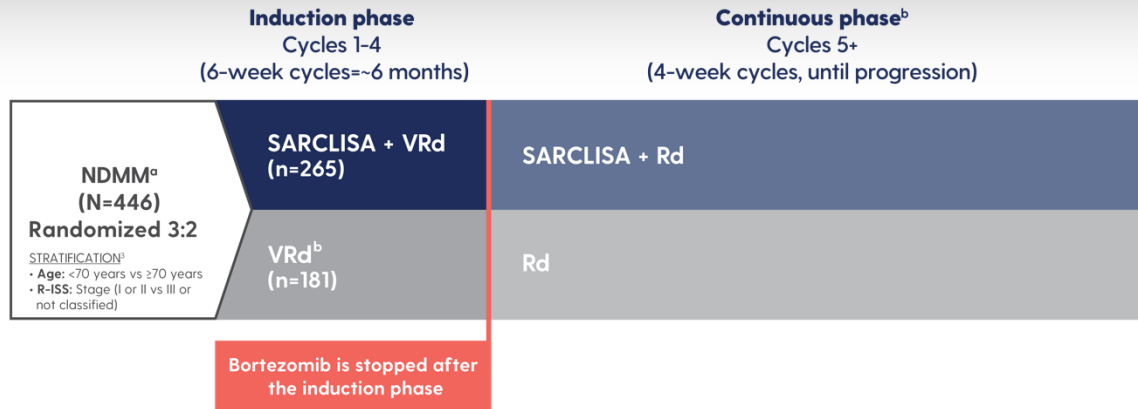 Induction phase
Cycles 1-4
(6-week cycles=~6 months)
Continuous phaseᵇ
Cycles 5+
(4-week cycles, until progression)
NDMMᵃ
(N=446)
Randomized 3:2
STRATIFICATION³
• Age: <70 years vs ≥70 years
• R-ISS: Stage (I or II vs III or
not classified)
SARCLISA + VRd
(n=265)
SARCLISA + Rd
VRdᵇ
(n=181)
Rd
Bortezomib is stopped after
the induction phase